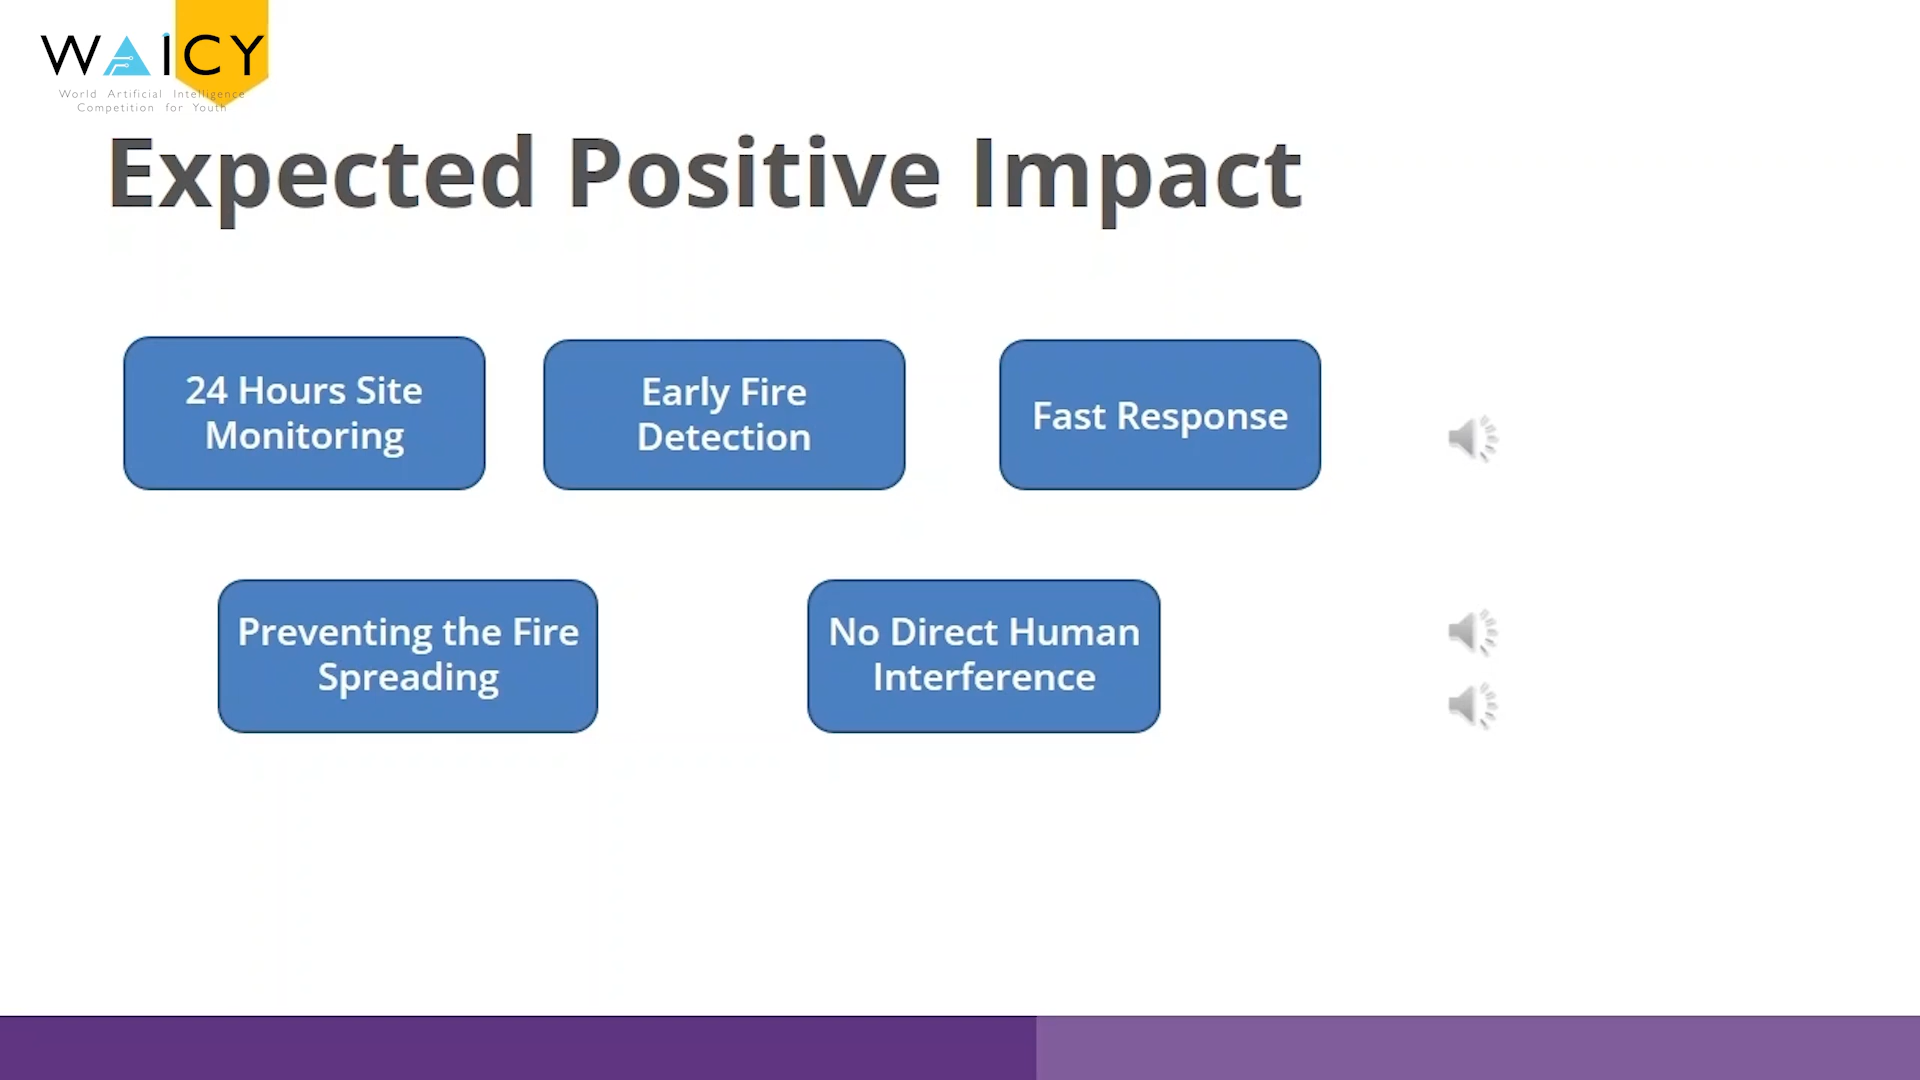 WAICY
World Artificial Intelligence
Competition for Youth
Expected Positive Impact
24 Hours Site
Monitoring
Early Fire
Detection
Fast Response
Preventing the Fire
Spreading
No Direct Human
Interference